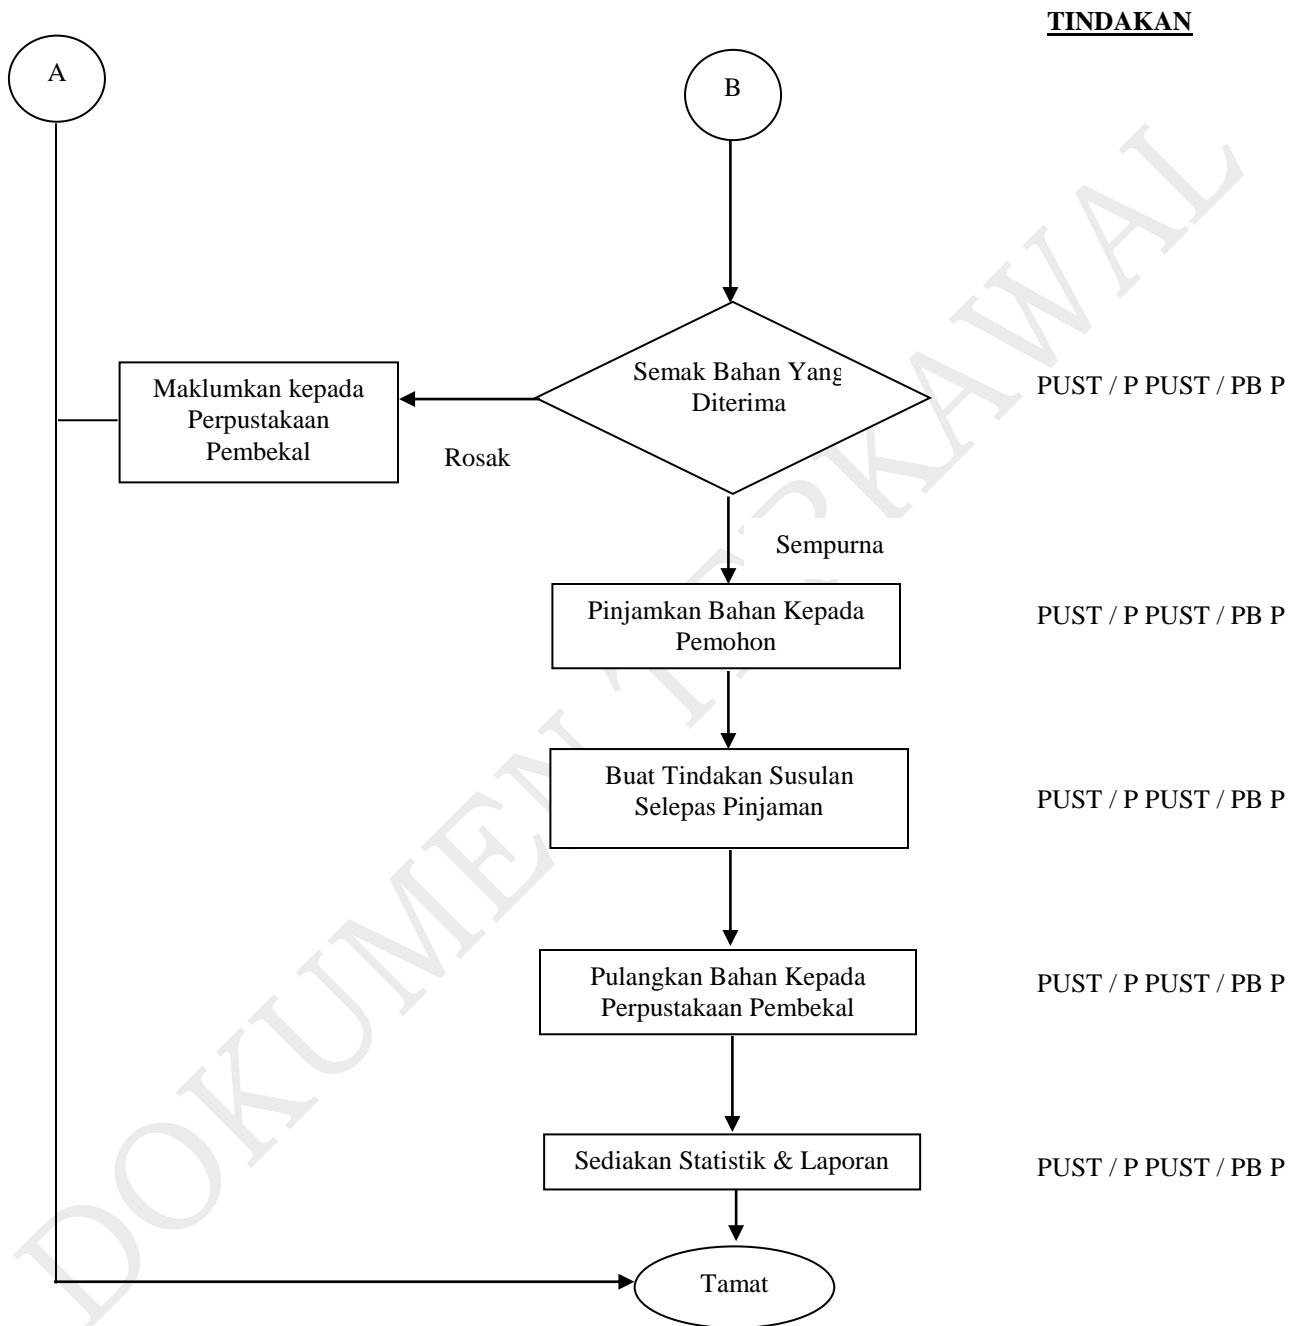 TINDAKAN
A
B
Semak Bahan Yang
Diterima
PUST / P PUST / PB P
Maklumkan kepada
Perpustakaan
Pembekal
Rosak
Sempurna
Pinjamkan Bahan Kepada
Pemohon
PUST / P PUST / PB P
Buat Tindakan Susulan
Selepas Pinjaman
PUST / P PUST / PB P
Pulangkan Bahan Kepada
Perpustakaan Pembekal
PUST / P PUST / PB P
Sediakan Statistik & Laporan
PUST / P PUST / PB P
Tamat
DOKUMEN TERKAWAL